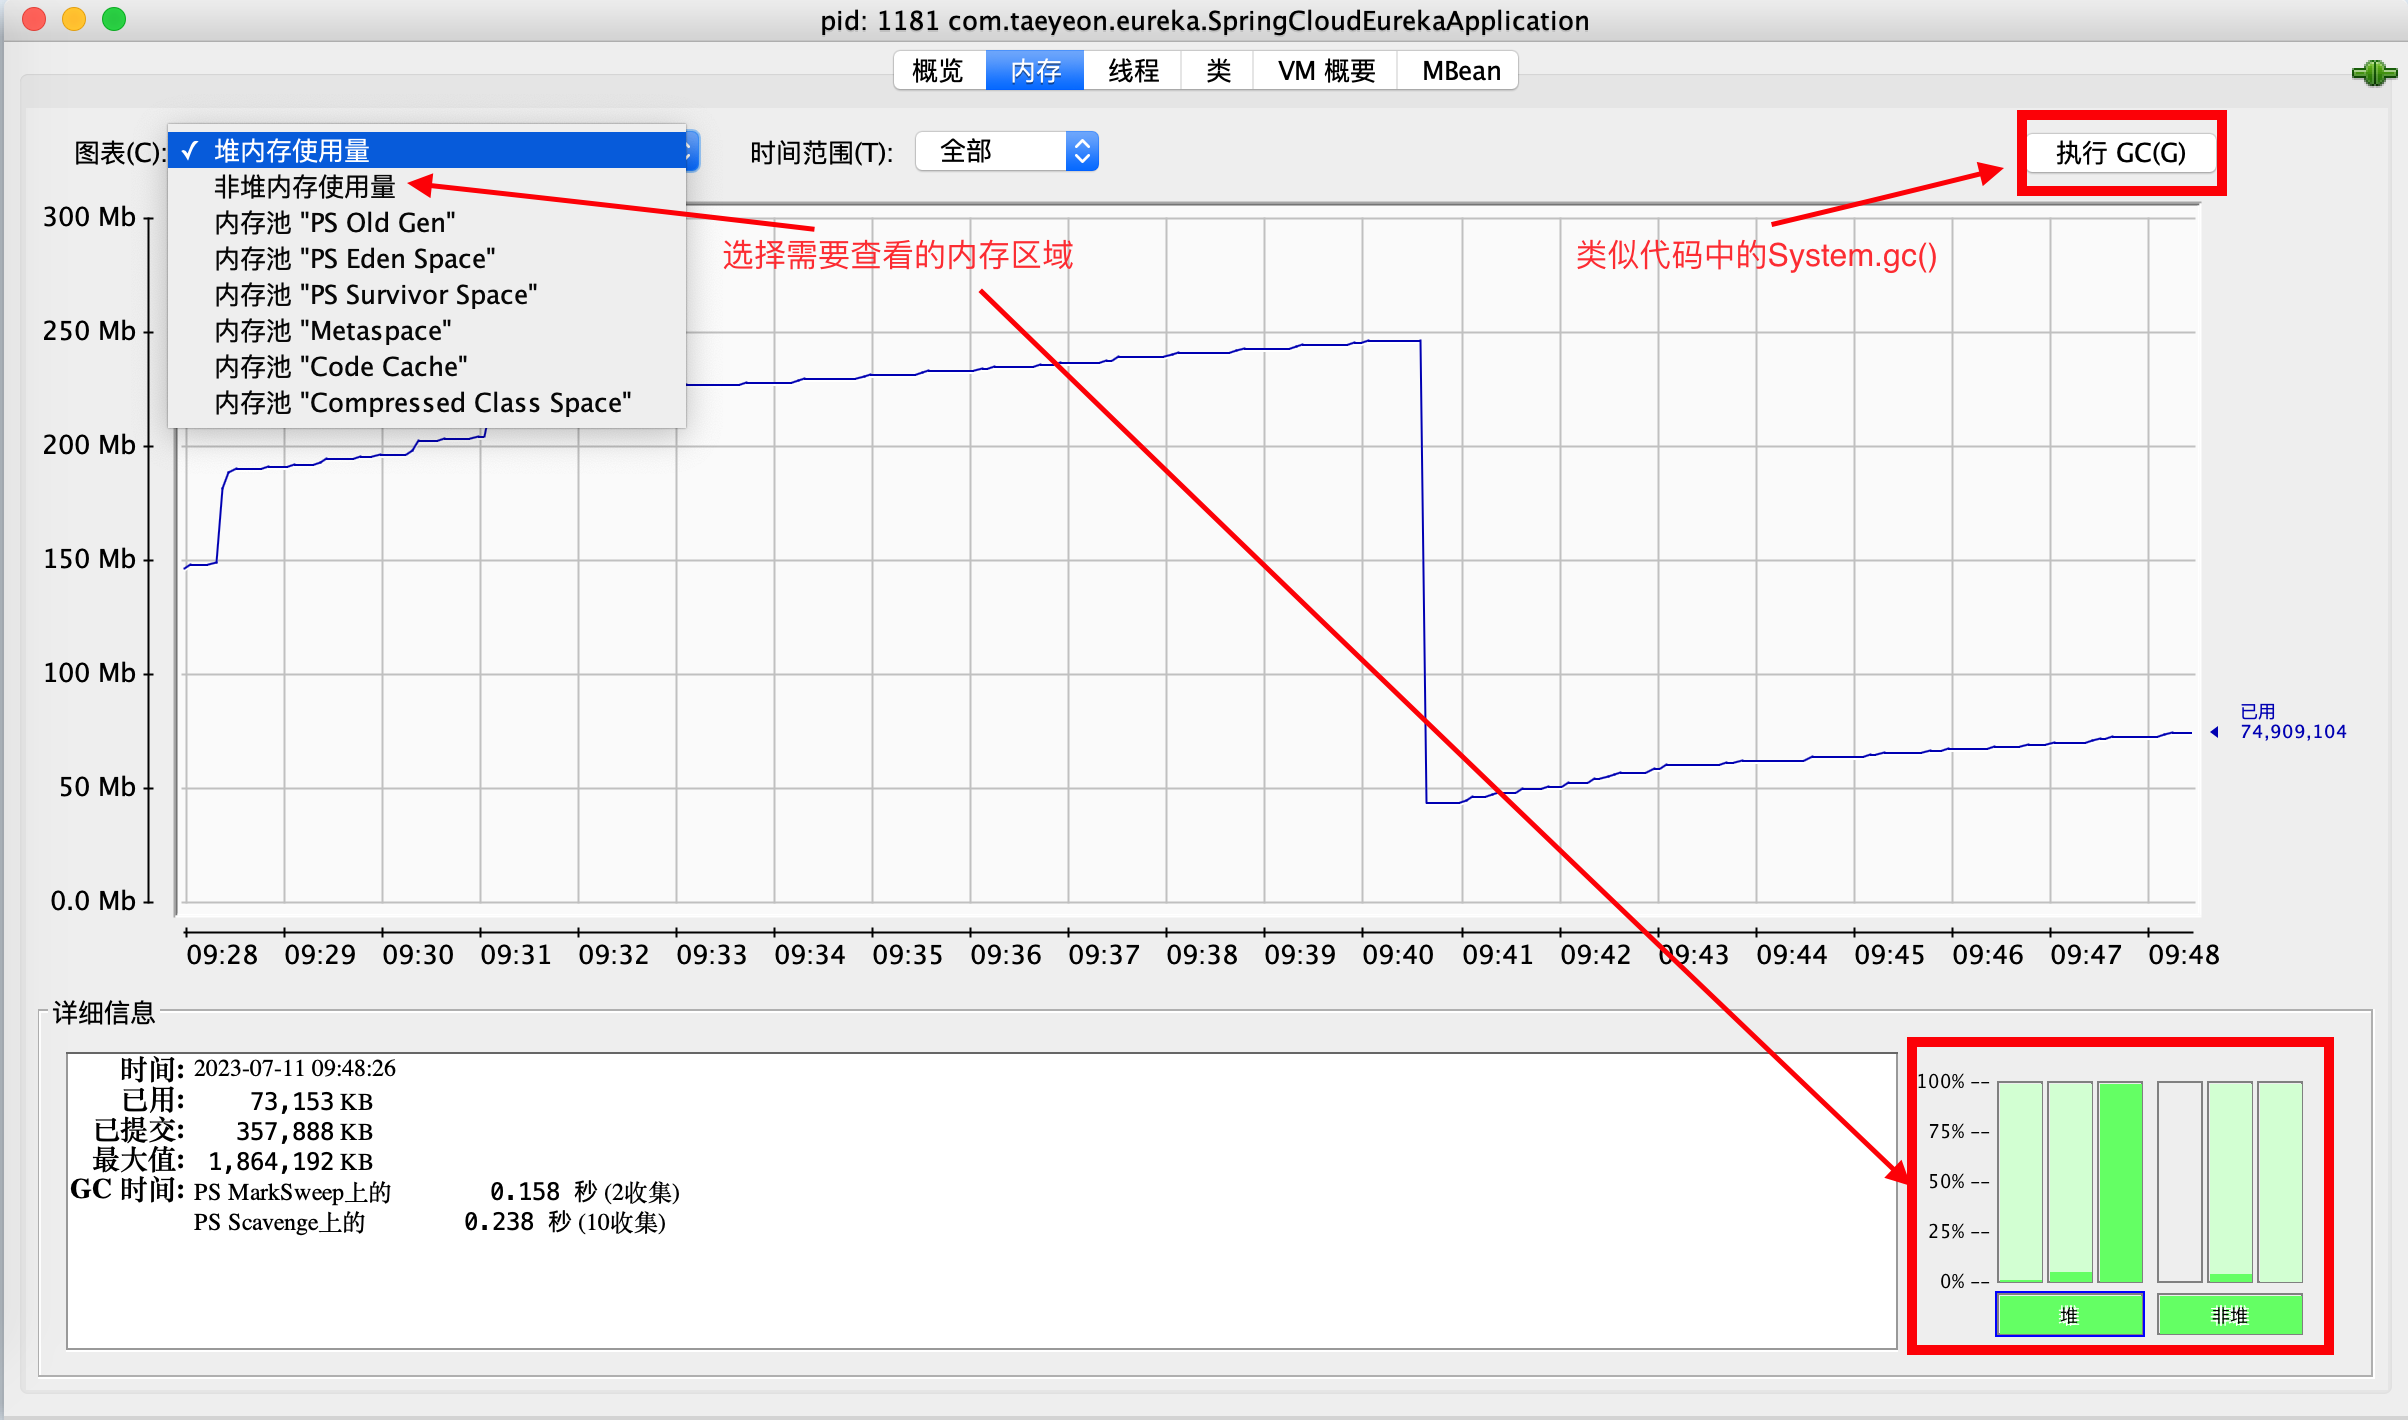 pid: 1181 com.taeyeon.eureka.SpringCloudEurekaApplication
概览 内存 线程 类 VM 概要 MBean
图表(C): ✓ 堆内存使用量 时间范围(T): 全部 执行 GC(G)
非堆内存使用量
内存池 "PS Old Gen"
内存池 "PS Eden Space"
内存池 "PS Survivor Space"
内存池 "Metaspace"
内存池 "Code Cache"
内存池 "Compressed Class Space"
选择需要查看的内存区域
类似代码中的System.gc()
300 Mb
250 Mb
200 Mb
150 Mb
100 Mb
50 Mb
0.0 Mb
已用
74,909,104
09:28 09:29 09:30 09:31 09:32 09:33 09:34 09:35 09:36 09:37 09:38 09:39 09:40 09:41 09:42 09:43 09:44 09:45 09:46 09:47 09:48
详细信息
时间: 2023-07-11 09:48:26
已用: 73,153 KB
已提交: 357,888 KB
最大值: 1,864,192 KB
GC 时间: PS MarkSweep上的 0.158 秒 (2收集)
PS Scavenge上的 0.238 秒 (10收集)
100% --
75% --
50% --
25% --
0% --
堆 非堆